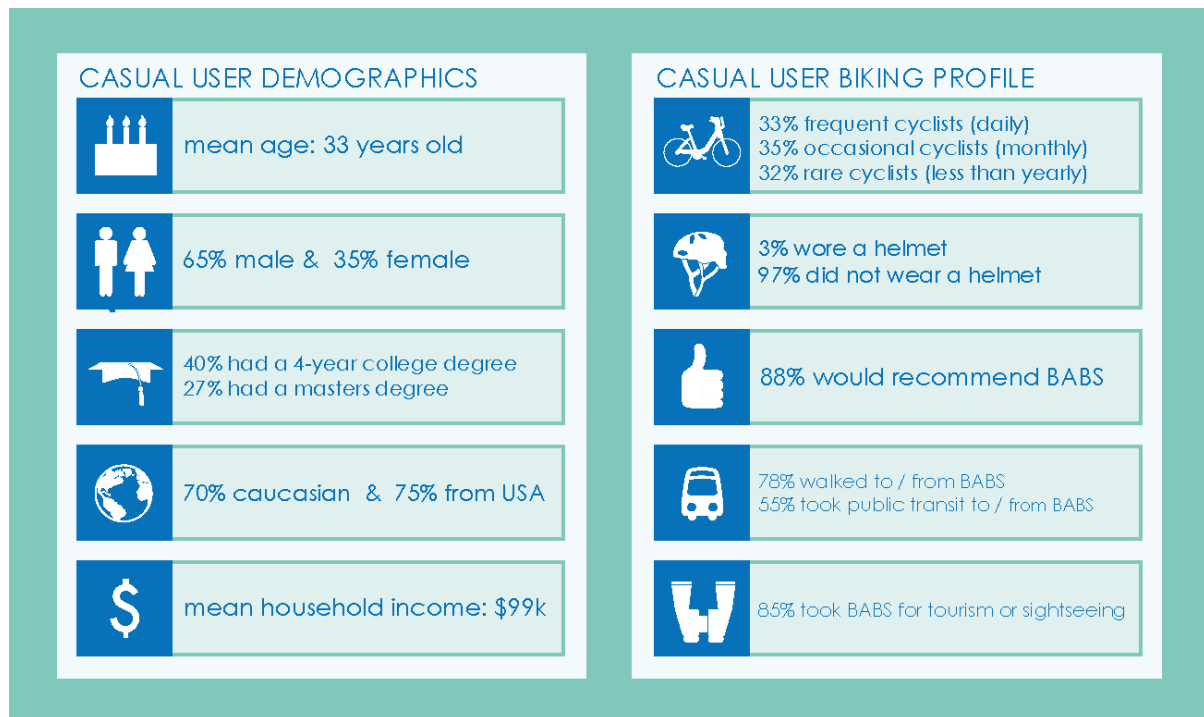 CASUAL USER DEMOGRAPHICS
mean age: 33 years old
65% male & 35% female
40% had a 4-year college degree
27% had a masters degree
70% caucasian & 75% from USA
mean household income: $99k
CASUAL USER BIKING PROFILE
33% frequent cyclists (daily)
35% occasional cyclists (monthly)
32% rare cyclists (less than yearly)
3% wore a helmet
97% did not wear a helmet
88% would recommend BABS
78% walked to / from BABS
55% took public transit to / from BABS
85% took BABS for tourism or sightseeing